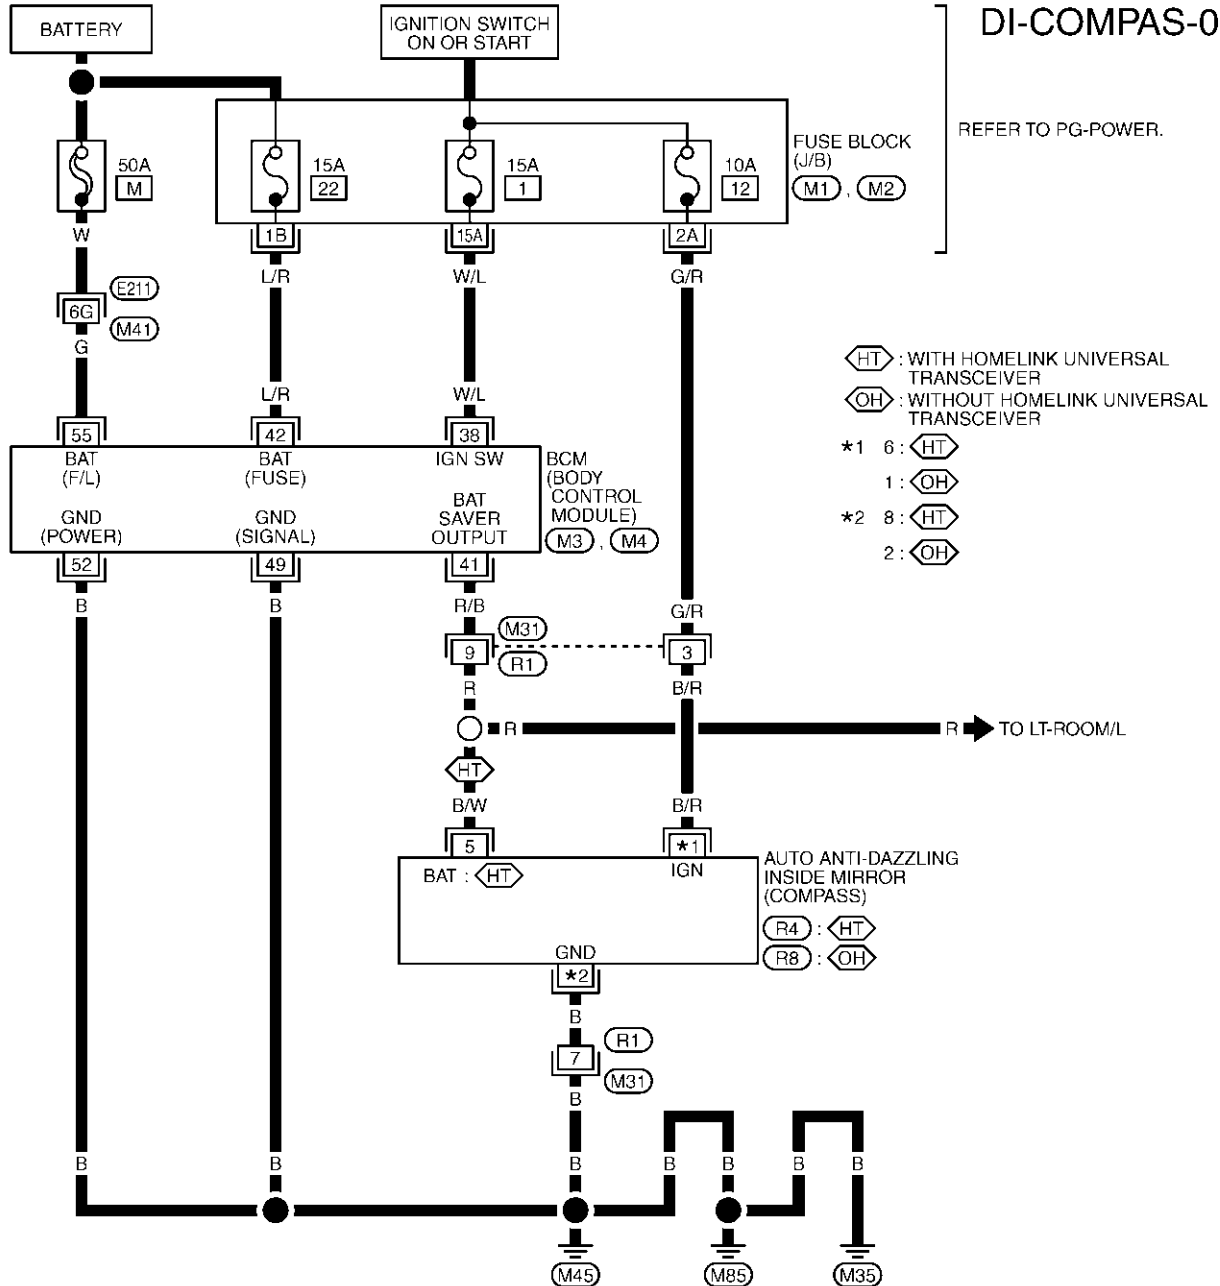 DI-COMPAS-0
BATTERY
IGNITION SWITCH
ON OR START
REFER TO PG-POWER.
FUSE BLOCK
(J/B)
M1 , M2
50A
M
15A
22
15A
1
10A
12
W
1B
15A
2A
L/R
W/L
G/R
E211
6G
M41
G
HT : WITH HOMELINK UNIVERSAL
TRANSCEIVER
OH : WITHOUT HOMELINK UNIVERSAL
TRANSCEIVER
★1 6 : HT
1 : OH
★2 8 : HT
2 : OH
L/R
W/L
55
42
38
BAT
(F/L)
BAT
(FUSE)
IGN SW
BCM
(BODY
CONTROL
MODULE)
M3 , M4
GND
(POWER)
GND
(SIGNAL)
BAT
SAVER
OUTPUT
52
49
41
B
B
R/B
G/R
M31
9
3
R1
R
B/R
R
R
TO LT-ROOM/L
HT
B/W
B/R
5
★1
BAT : HT
IGN
AUTO ANTI-DAZZLING
INSIDE MIRROR
(COMPASS)
R4 : HT
R8 : OH
GND
★2
B
R1
7
M31
B
B
B
B
B
B
B
B
M45
M85
M35